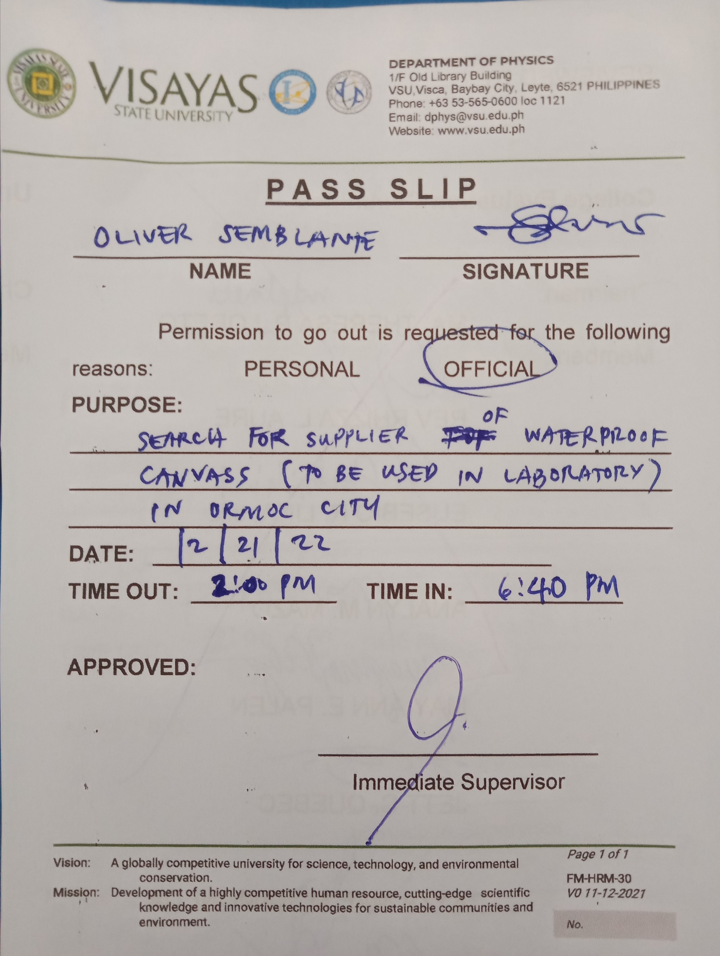 VISAYAS
STATE UNIVERSITY
DEPARTMENT OF PHYSICS
1/F Old Library Building
VSU,Visca, Baybay City, Leyte, 6521 PHILIPPINES
Phone: +63 53-565-0600 loc 1121
Email: dphys@vsu.edu.ph
Website: www.vsu.edu.ph
PASS SLIP
OLIVER SEMBLANTE
NAME SIGNATURE
Permission to go out is requested for the following
reasons: PERSONAL OFFICIAL
PURPOSE:
SEARCH FOR SUPPLIER OF WATERPROOF
CANVASS (TO BE USED IN LABORATORY)
IN ORMOC CITY
DATE: 12 | 21 | 22
TIME OUT: 2:00 PM TIME IN: 6:40 PM
APPROVED:
Immediate Supervisor
Vision: A globally competitive university for science, technology, and environmental
conservation.
Mission: Development of a highly competitive human resource, cutting-edge scientific
knowledge and innovative technologies for sustainable communities and
environment.
Page 1 of 1
FM-HRM-30
V0 11-12-2021
No.